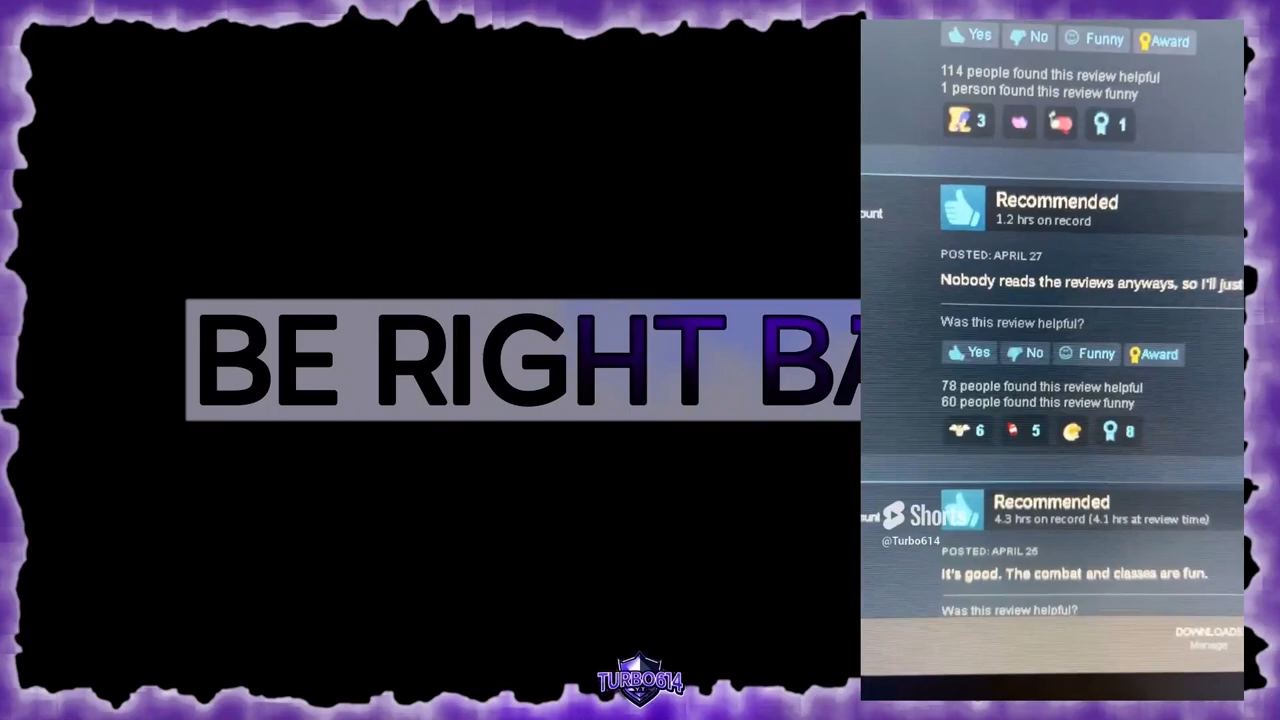 BE RIGHT BA
TURBO614
Yes No Funny Award
114 people found this review helpful
1 person found this review funny
3 1
ount
Recommended
1.2 hrs on record
POSTED: APRIL 27
Nobody reads the reviews anyways, so I'll just
Was this review helpful?
Yes No Funny Award
78 people found this review helpful
60 people found this review funny
6 5 8
unt
Shorts
@Turbo614
Recommended
4.3 hrs on record (4.1 hrs at review time)
POSTED: APRIL 26
It's good. The combat and classes are fun.
Was this review helpful?
DOWNLOADS
Manage